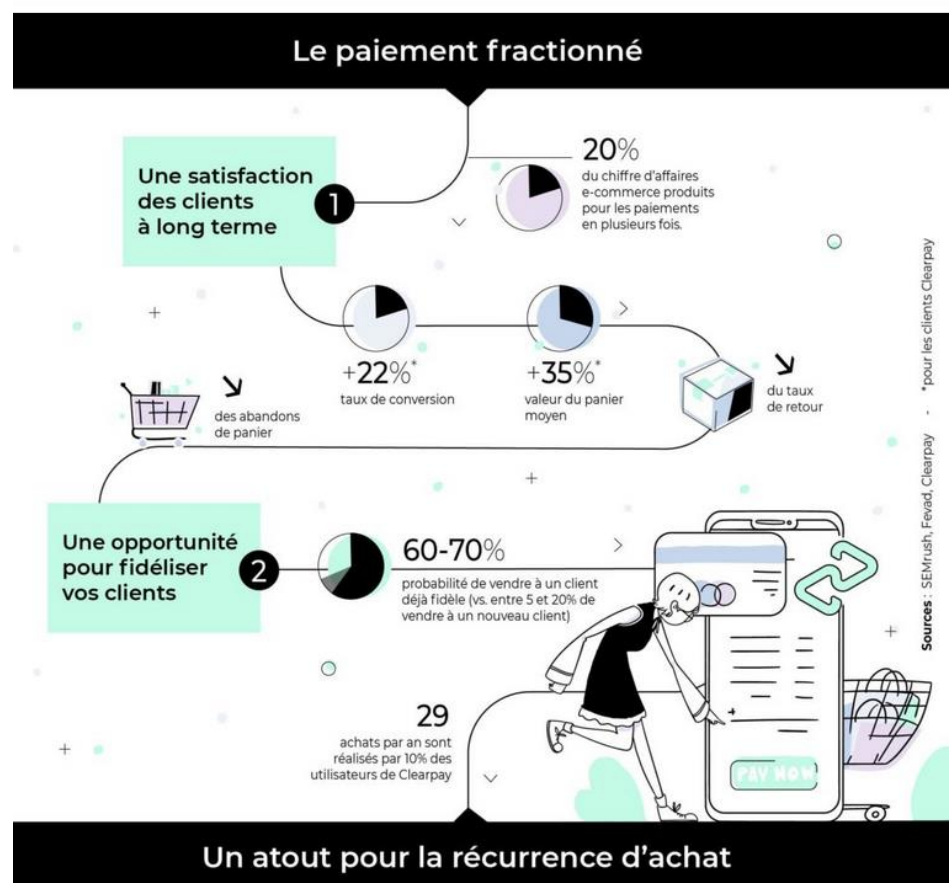 Le paiement fractionné
Une satisfaction
des clients
à long terme
1
20%
du chiffre d'affaires
e-commerce produits
pour les paiements
en plusieurs fois.
+22%*
taux de conversion
+35%*
valeur du panier
moyen
du taux
de retour
des abandons
de panier
Une opportunité
pour fidéliser
vos clients
2
60-70%
probabilité de vendre à un client
déjà fidèle (vs. entre 5 et 20% de
vendre à un nouveau client)
29
achats par an sont
réalisés par 10% des
utilisateurs de Clearpay
PAY NOW
Sources : SEMrush, Fevad, Clearpay - *pour les clients Clearpay
Un atout pour la récurrence d'achat